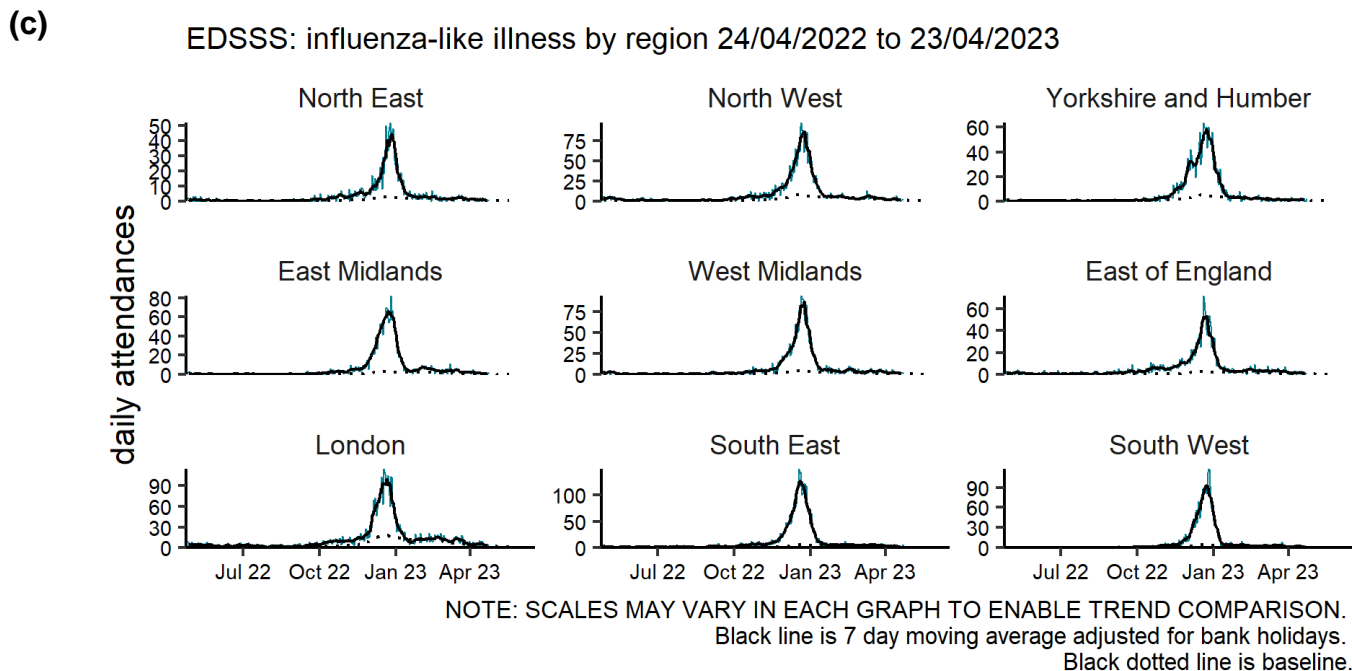 (c)
EDSSS: influenza-like illness by region 24/04/2022 to 23/04/2023
daily attendances
North East
50
40
30
20
10
0
North West
75
50
25
0
Yorkshire and Humber
60
40
20
0
East Midlands
80
60
40
20
0
West Midlands
75
50
25
0
East of England
60
40
20
0
London
90
60
30
0
Jul 22 Oct 22 Jan 23 Apr 23
South East
100
50
0
Jul 22 Oct 22 Jan 23 Apr 23
South West
90
60
30
0
Jul 22 Oct 22 Jan 23 Apr 23
NOTE: SCALES MAY VARY IN EACH GRAPH TO ENABLE TREND COMPARISON.
Black line is 7 day moving average adjusted for bank holidays.
Black dotted line is baseline.